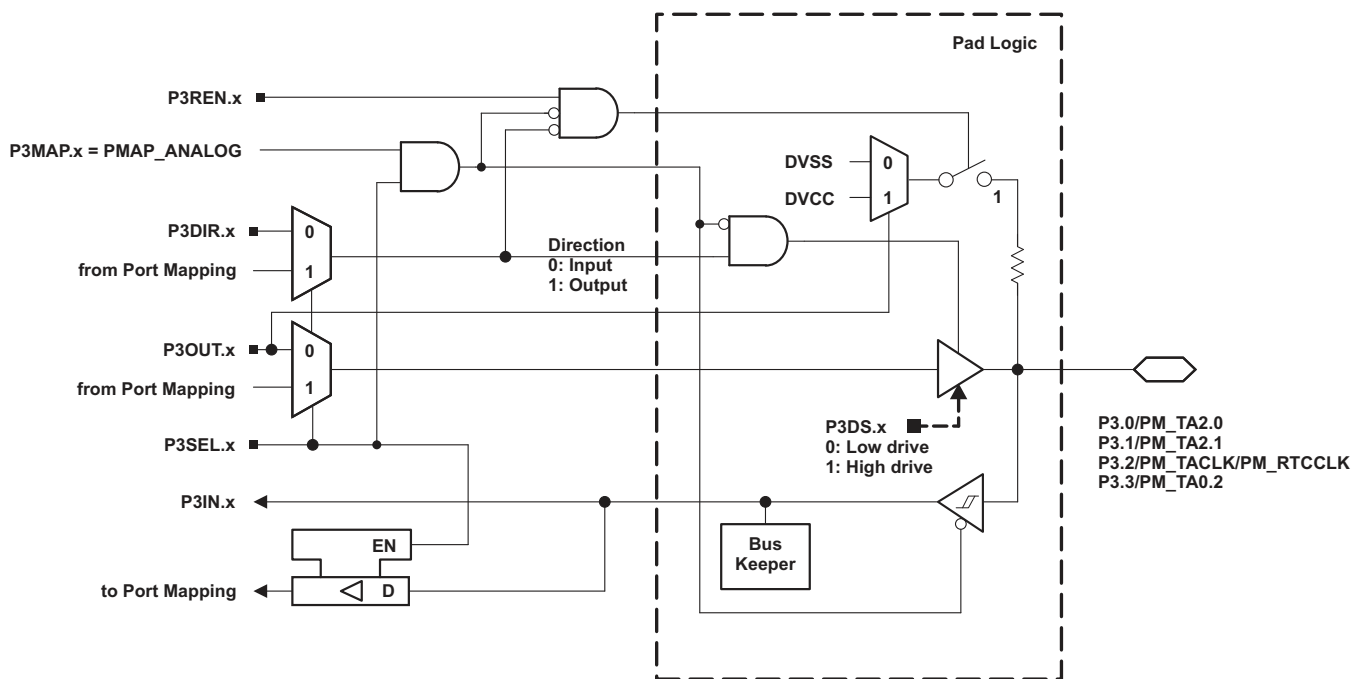 Pad Logic
P3REN.x
P3MAP.x = PMAP_ANALOG
DVSS
0
DVCC
1
1
P3DIR.x
0
from Port Mapping
1
Direction
0: Input
1: Output
P3OUT.x
0
from Port Mapping
1
P3SEL.x
P3DS.x
0: Low drive
1: High drive
P3.0/PM_TA2.0
P3.1/PM_TA2.1
P3.2/PM_TACLK/PM_RTCCLK
P3.3/PM_TA0.2
P3IN.x
EN
Bus
Keeper
to Port Mapping
D